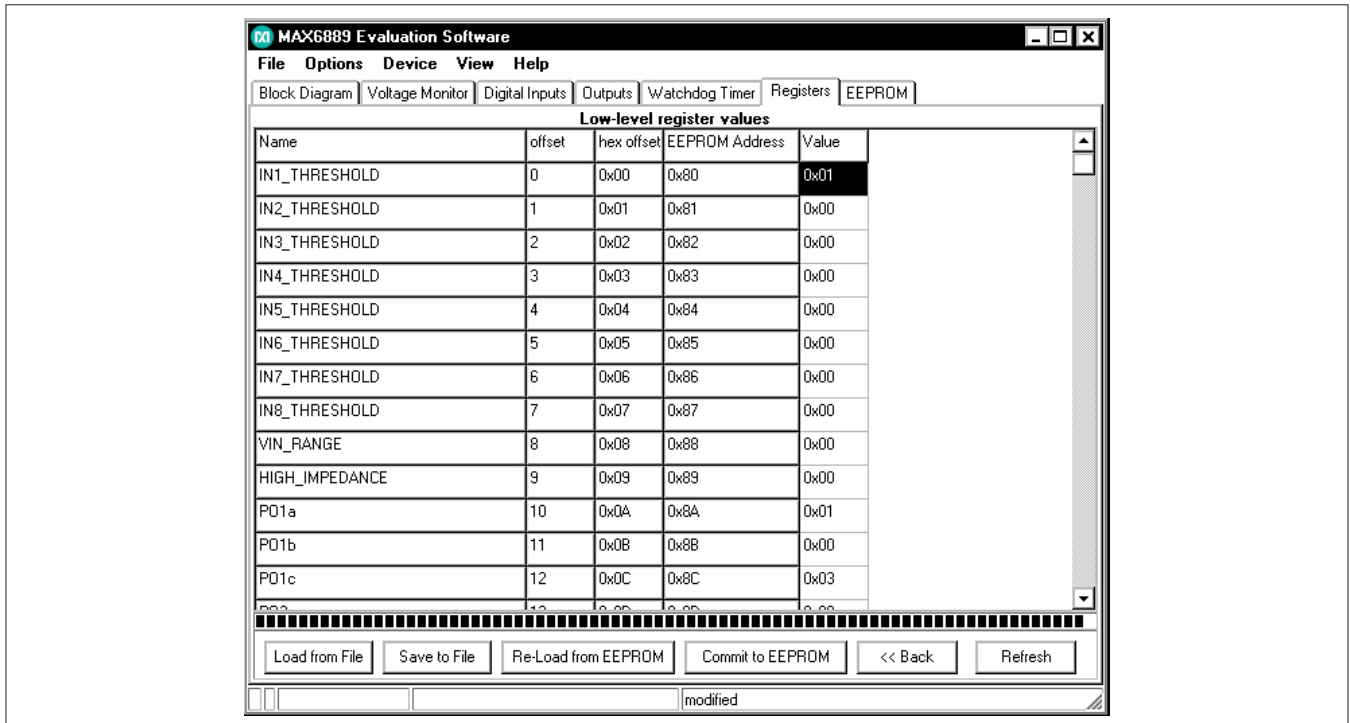 MAX6889 Evaluation Software
File Options Device View Help
Block Diagram Voltage Monitor Digital Inputs Outputs Watchdog Timer Registers EEPROM
Low-level register values
Name offset hex offset EEPROM Address Value
IN1_THRESHOLD 0 0x00 0x80 0x01
IN2_THRESHOLD 1 0x01 0x81 0x00
IN3_THRESHOLD 2 0x02 0x82 0x00
IN4_THRESHOLD 3 0x03 0x83 0x00
IN5_THRESHOLD 4 0x04 0x84 0x00
IN6_THRESHOLD 5 0x05 0x85 0x00
IN7_THRESHOLD 6 0x06 0x86 0x00
IN8_THRESHOLD 7 0x07 0x87 0x00
VIN_RANGE 8 0x08 0x88 0x00
HIGH_IMPEDANCE 9 0x09 0x89 0x00
PO1a 10 0x0A 0x8A 0x01
PO1b 11 0x0B 0x8B 0x00
PO1c 12 0x0C 0x8C 0x03
Load from File Save to File Re-Load from EEPROM Commit to EEPROM << Back Refresh
modified